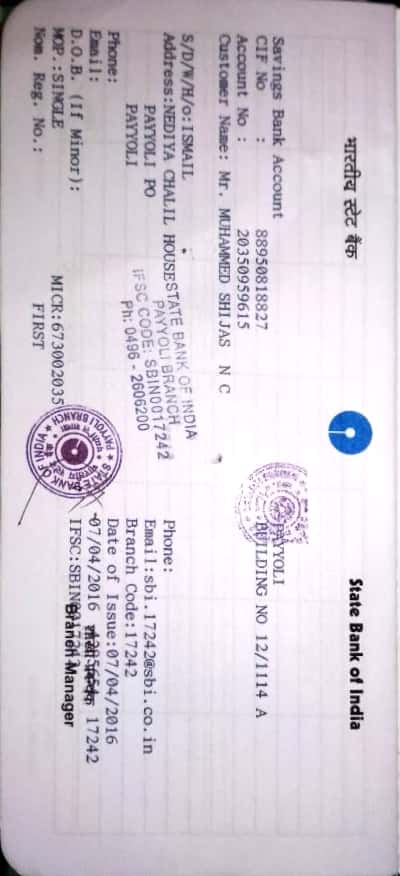 भारतीय स्टेट बैंक
State Bank of India
Savings Bank Account
CIF No : 88950818827
Account No : 20350959615
Customer Name: Mr. MUHAMMED SHIJAS N C
S/D/W/H/o:ISMAIL
Address:NEDIYA CHALIL HOUSE
PAYYOLI PO
PAYYOLI
Phone:
Email:
D.O.B. (If Minor):
MOP.:SINGLE
Nom. Reg. No.:
MICR:673002035
FIRST
STATE BANK OF INDIA
PAYYOLI BRANCH
IFSC CODE: SBIN0017242
Ph: 0496 - 2606200
PAYYOLI
BUILDING NO 12/1114 A
Phone:
Email:sbi.17242@sbi.co.in
Branch Code:17242
Date of Issue:07/04/2016
07/04/2016 17242
IFSC:SBIN0017242
Branch Manager
STATE BANK OF INDIA
PAYYOLI BRANCH